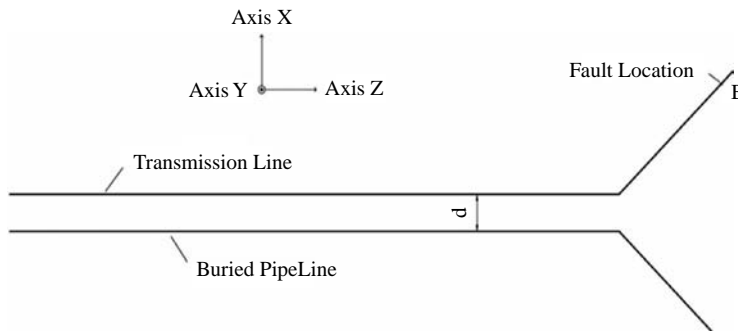 Axis X
Fault Location
Axis Y
Axis Z
Transmission Line
d
Buried PipeLine